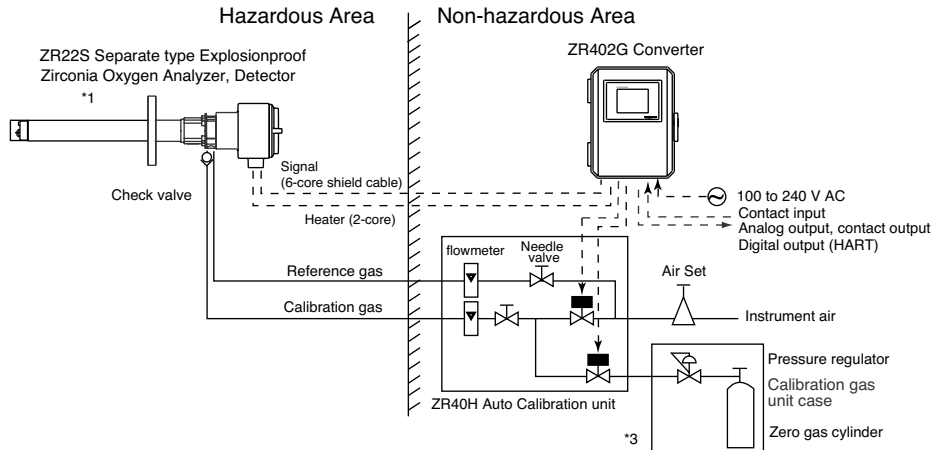 Hazardous Area
Non-hazardous Area
ZR22S Separate type Explosionproof
Zirconia Oxygen Analyzer, Detector
*1
ZR402G Converter
Signal
(6-core shield cable)
Check valve
Heater (2-core)
100 to 240 V AC
Contact input
Analog output, contact output
Digital output (HART)
flowmeter
Needle
valve
Reference gas
Air Set
Calibration gas
Instrument air
Pressure regulator
Calibration gas
unit case
Zero gas cylinder
ZR40H Auto Calibration unit
*3